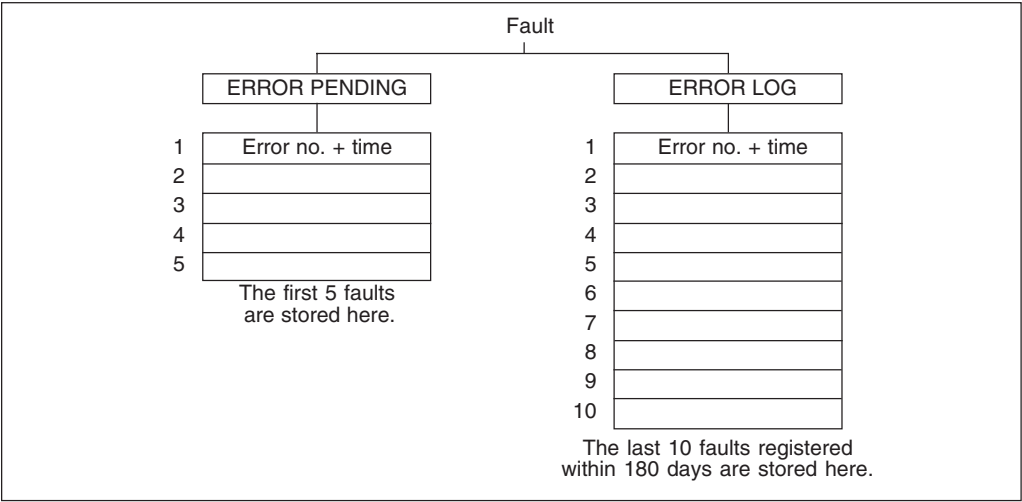 Fault
ERROR PENDING
1 Error no. + time
2
3
4
5
The first 5 faults
are stored here.
ERROR LOG
1 Error no. + time
2
3
4
5
6
7
8
9
10
The last 10 faults registered
within 180 days are stored here.